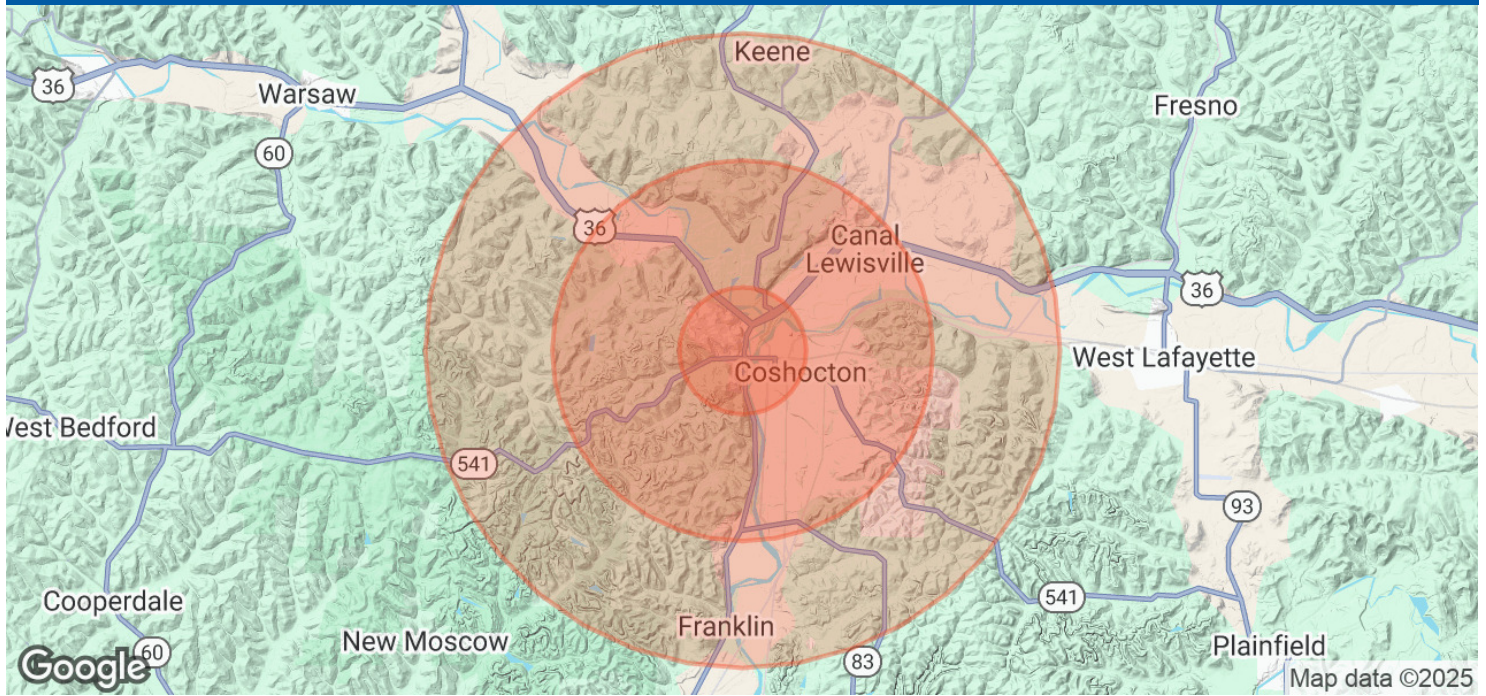 Keene
36
Warsaw
Fresno
60
36
Canal
Lewisville
36
West Lafayette
Coshocton
West Bedford
541
93
541
Cooperdale
Franklin
New Moscow
60
83
Plainfield
Google
Map data ©2025